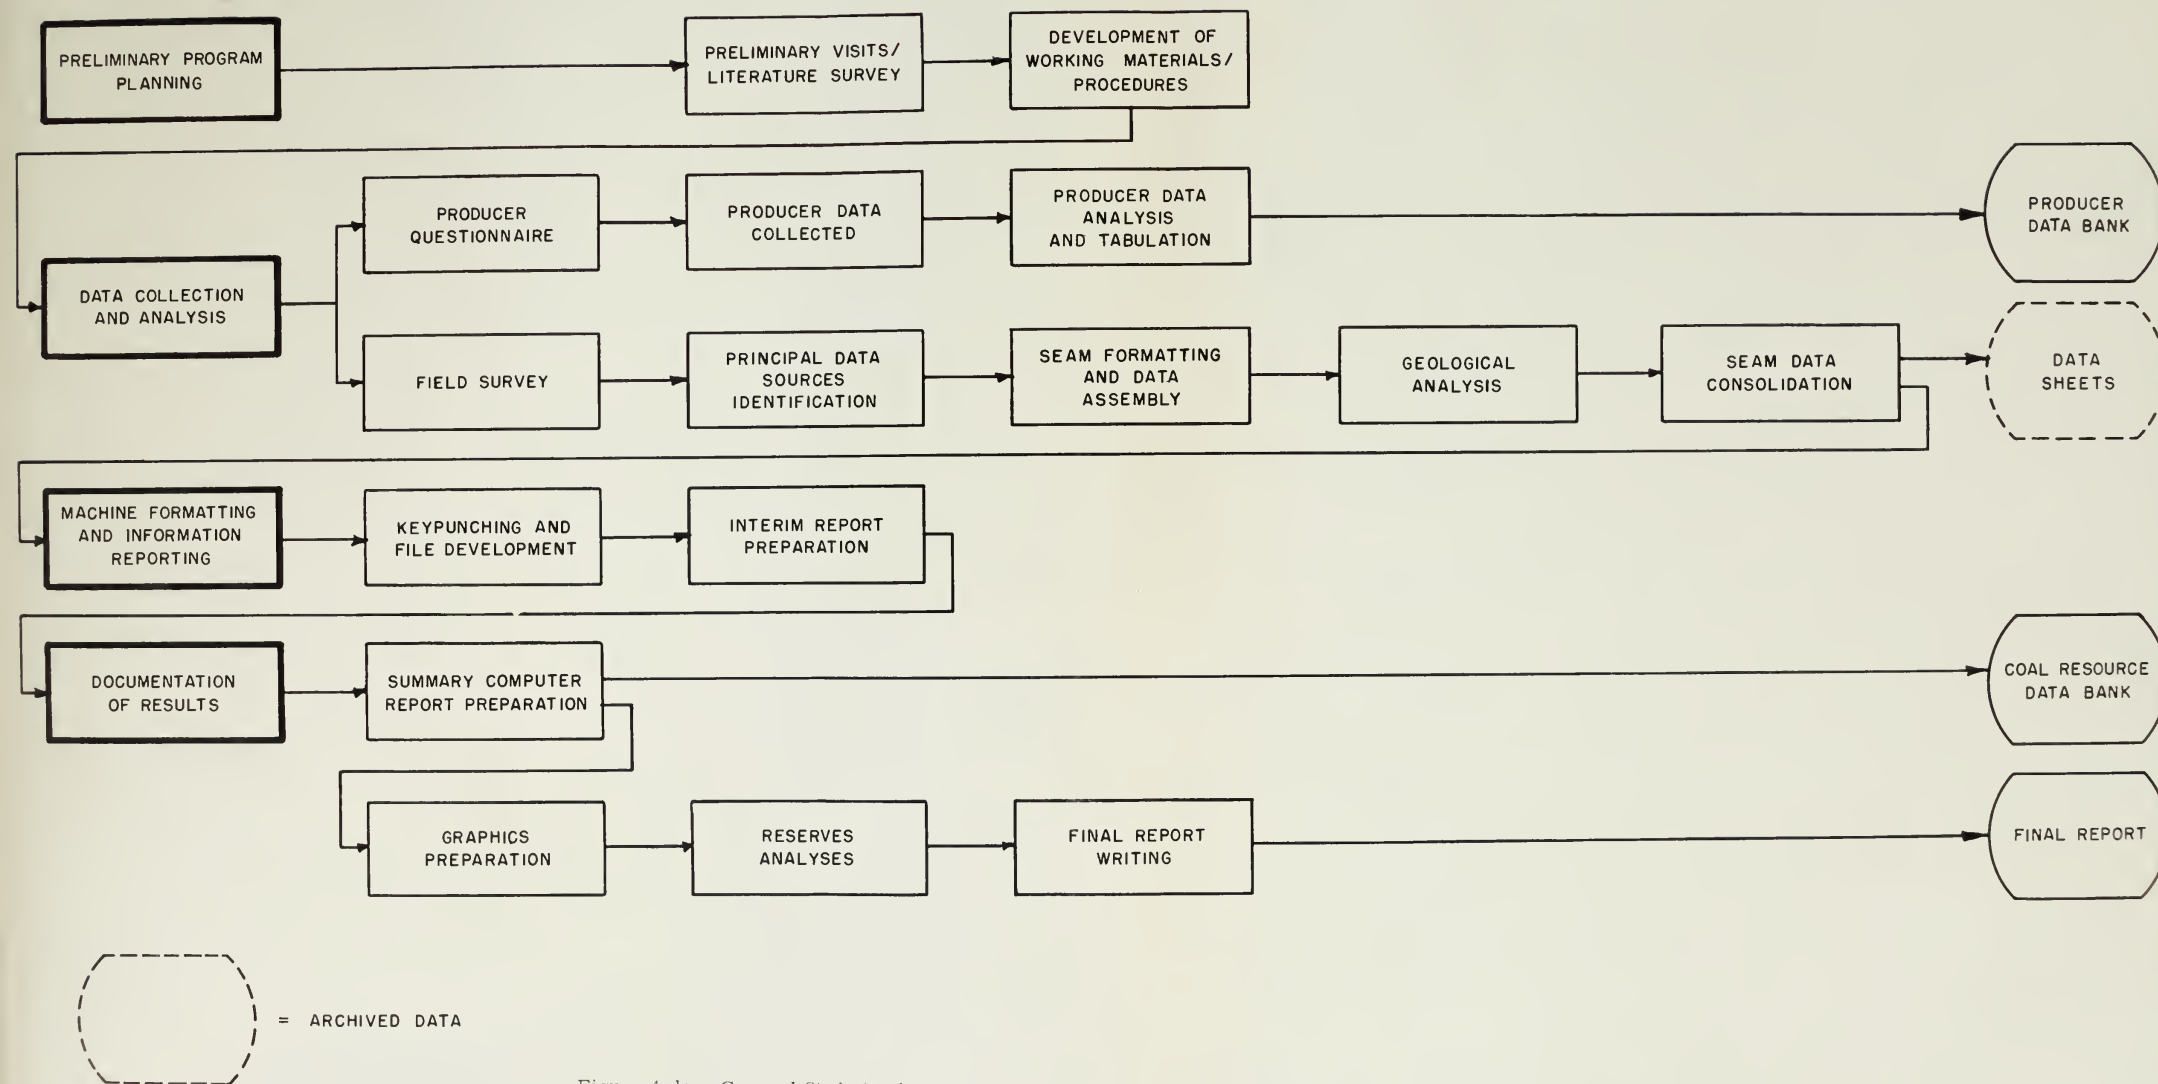 PRELIMINARY PROGRAM
PLANNING
PRELIMINARY VISITS/
LITERATURE SURVEY
DEVELOPMENT OF
WORKING MATERIALS/
PROCEDURES
DATA COLLECTION
AND ANALYSIS
PRODUCER
QUESTIONNAIRE
PRODUCER DATA
COLLECTED
PRODUCER DATA
ANALYSIS
AND TABULATION
PRODUCER
DATA BANK
FIELD SURVEY
PRINCIPAL DATA
SOURCES
IDENTIFICATION
SEAM FORMATTING
AND DATA
ASSEMBLY
GEOLOGICAL
ANALYSIS
SEAM DATA
CONSOLIDATION
DATA
SHEETS
MACHINE FORMATTING
AND INFORMATION
REPORTING
KEYPUNCHING AND
FILE DEVELOPMENT
INTERIM REPORT
PREPARATION
DOCUMENTATION
OF RESULTS
SUMMARY COMPUTER
REPORT PREPARATION
COAL RESOURCE
DATA BANK
GRAPHICS
PREPARATION
RESERVES
ANALYSES
FINAL REPORT
WRITING
FINAL REPORT
= ARCHIVED DATA